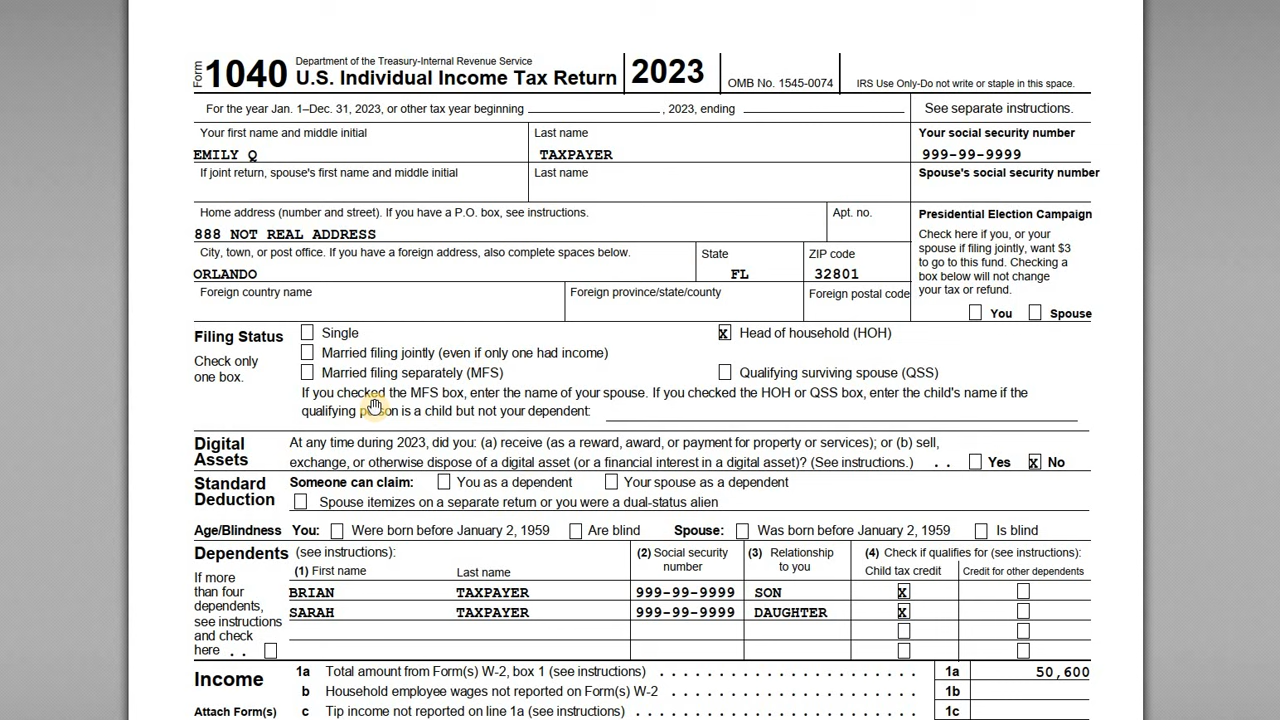 Form 1040 Department of the Treasury-Internal Revenue Service
U.S. Individual Income Tax Return 2023 OMB No. 1545-0074 IRS Use Only-Do not write or staple in this space.
For the year Jan. 1–Dec. 31, 2023, or other tax year beginning , 2023, ending See separate instructions.
Your first name and middle initial Last name Your social security number
EMILY Q TAXPAYER 999-99-9999
If joint return, spouse's first name and middle initial Last name Spouse's social security number
Home address (number and street). If you have a P.O. box, see instructions. Apt. no.
888 NOT REAL ADDRESS
City, town, or post office. If you have a foreign address, also complete spaces below. State ZIP code
ORLANDO FL 32801
Foreign country name Foreign province/state/county Foreign postal code
Presidential Election Campaign
Check here if you, or your
spouse if filing jointly, want $3
to go to this fund. Checking a
box below will not change
your tax or refund.
You Spouse
Filing Status
Check only
one box.
Single x Head of household (HOH)
Married filing jointly (even if only one had income)
Married filing separately (MFS) Qualifying surviving spouse (QSS)
If you checked the MFS box, enter the name of your spouse. If you checked the HOH or QSS box, enter the child's name if the
qualifying person is a child but not your dependent:
Digital
Assets
At any time during 2023, did you: (a) receive (as a reward, award, or payment for property or services); or (b) sell,
exchange, or otherwise dispose of a digital asset (or a financial interest in a digital asset)? (See instructions.) . . Yes x No
Standard
Deduction
Someone can claim: You as a dependent Your spouse as a dependent
Spouse itemizes on a separate return or you were a dual-status alien
Age/Blindness You: Were born before January 2, 1959 Are blind Spouse: Was born before January 2, 1959 Is blind
Dependents (see instructions):
If more
than four
dependents,
see instructions
and check
here . .
(1) First name Last name
(2) Social security
number
(3) Relationship
to you
(4) Check if qualifies for (see instructions):
Child tax credit Credit for other dependents
BRIAN TAXPAYER 999-99-9999 SON x
SARAH TAXPAYER 999-99-9999 DAUGHTER x
Income
Attach Form(s)
1a Total amount from Form(s) W-2, box 1 (see instructions) . . . . . . . . . . . . . . . . . . . . 1a 50,600
b Household employee wages not reported on Form(s) W-2 . . . . . . . . . . . . . . . . . . . 1b
c Tip income not reported on line 1a (see instructions) . . . . . . . . . . . . . . . . . . . . . 1c